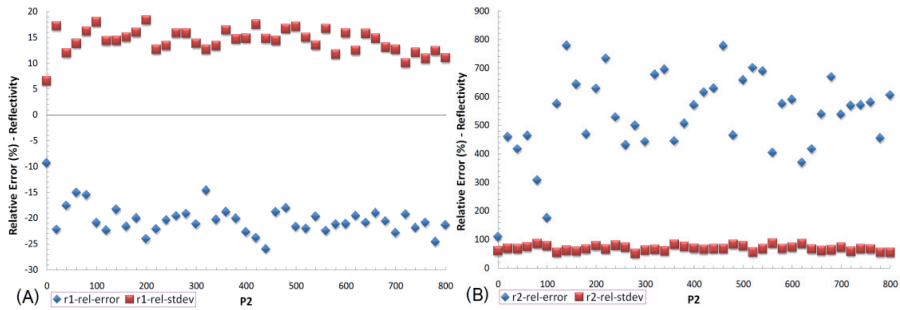 Relative Error (%) - Reflectivity
20
15
10
5
0
-5
-10
-15
-20
-25
-30
0 100 200 300 400 500 600 700 800
P2
(A)
r1-rel-error r1-rel-stdev
Relative Error (%) - Reflectivity
900
800
700
600
500
400
300
200
100
0
0 100 200 300 400 500 600 700 800
P2
(B)
r2-rel-error r2-rel-stdev